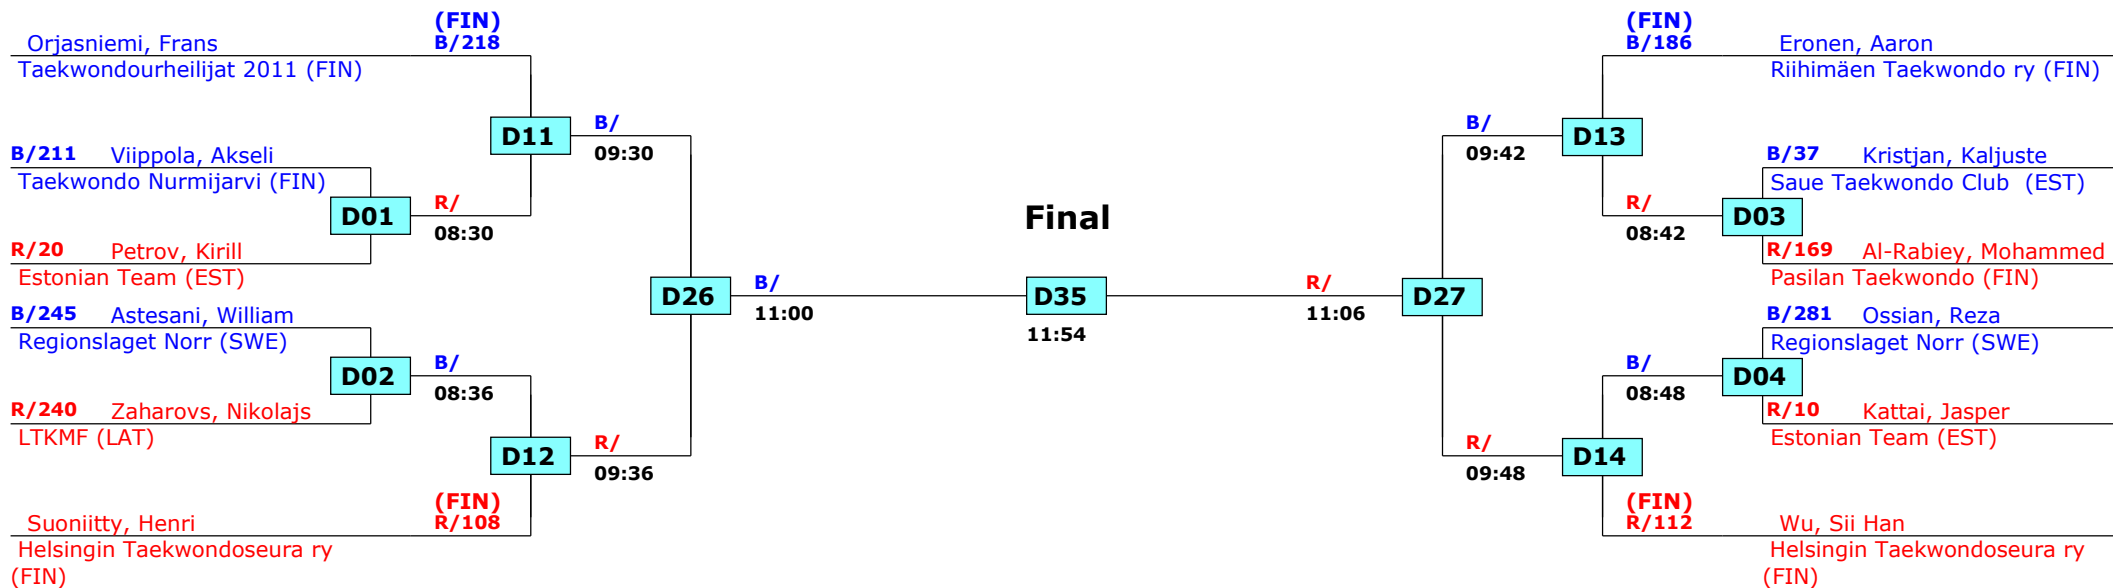 (FIN)
Orjasniemi, Frans B/218
Taekwondourheilijat 2011 (FIN)
D11
B/
09:30
B/211 Viippola, Akseli
Taekwondo Nurmijarvi (FIN)
D01
R/
08:30
R/20 Petrov, Kirill
Estonian Team (EST)
D26
B/
11:00
B/245 Astesani, William
Regionslaget Norr (SWE)
D02
B/
08:36
R/240 Zaharovs, Nikolajs
LTKMF (LAT)
D12
R/
09:36
(FIN)
Suoniitty, Henri R/108
Helsingin Taekwondoseura ry
(FIN)
Final
D35
11:54
(FIN)
B/186 Eronen, Aaron
Riihimäen Taekwondo ry (FIN)
B/
09:42
D13
B/37 Kristjan, Kaljuste
Saue Taekwondo Club (EST)
R/
08:42
D03
R/169 Al-Rabiey, Mohammed
Pasilan Taekwondo (FIN)
R/
11:06
D27
B/281 Ossian, Reza
Regionslaget Norr (SWE)
B/
08:48
D04
R/10 Kattai, Jasper
Estonian Team (EST)
R/
09:48
D14
(FIN)
R/112 Wu, Sii Han
Helsingin Taekwondoseura ry
(FIN)